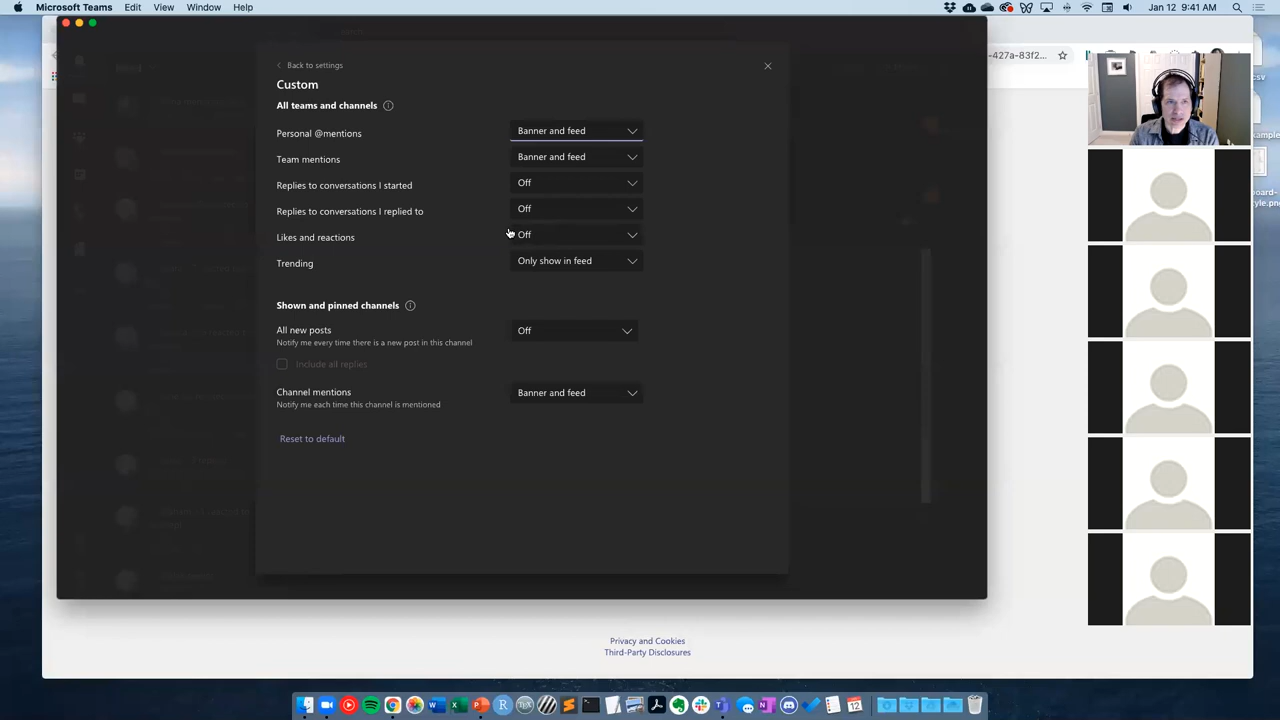 Microsoft Teams Edit View Window Help
Jan 12 9:41 AM
-427a-83f2...
csv
Back to settings
Custom
All teams and channels
Personal @mentions Banner and feed
Team mentions Banner and feed
Replies to conversations I started Off
Replies to conversations I replied to Off
Likes and reactions Off
Trending Only show in feed
Shown and pinned channels
All new posts Off
Notify me every time there is a new post in this channel
Include all replies
Channel mentions Banner and feed
Notify me each time this channel is mentioned
Reset to default
Privacy and Cookies
Third-Party Disclosures